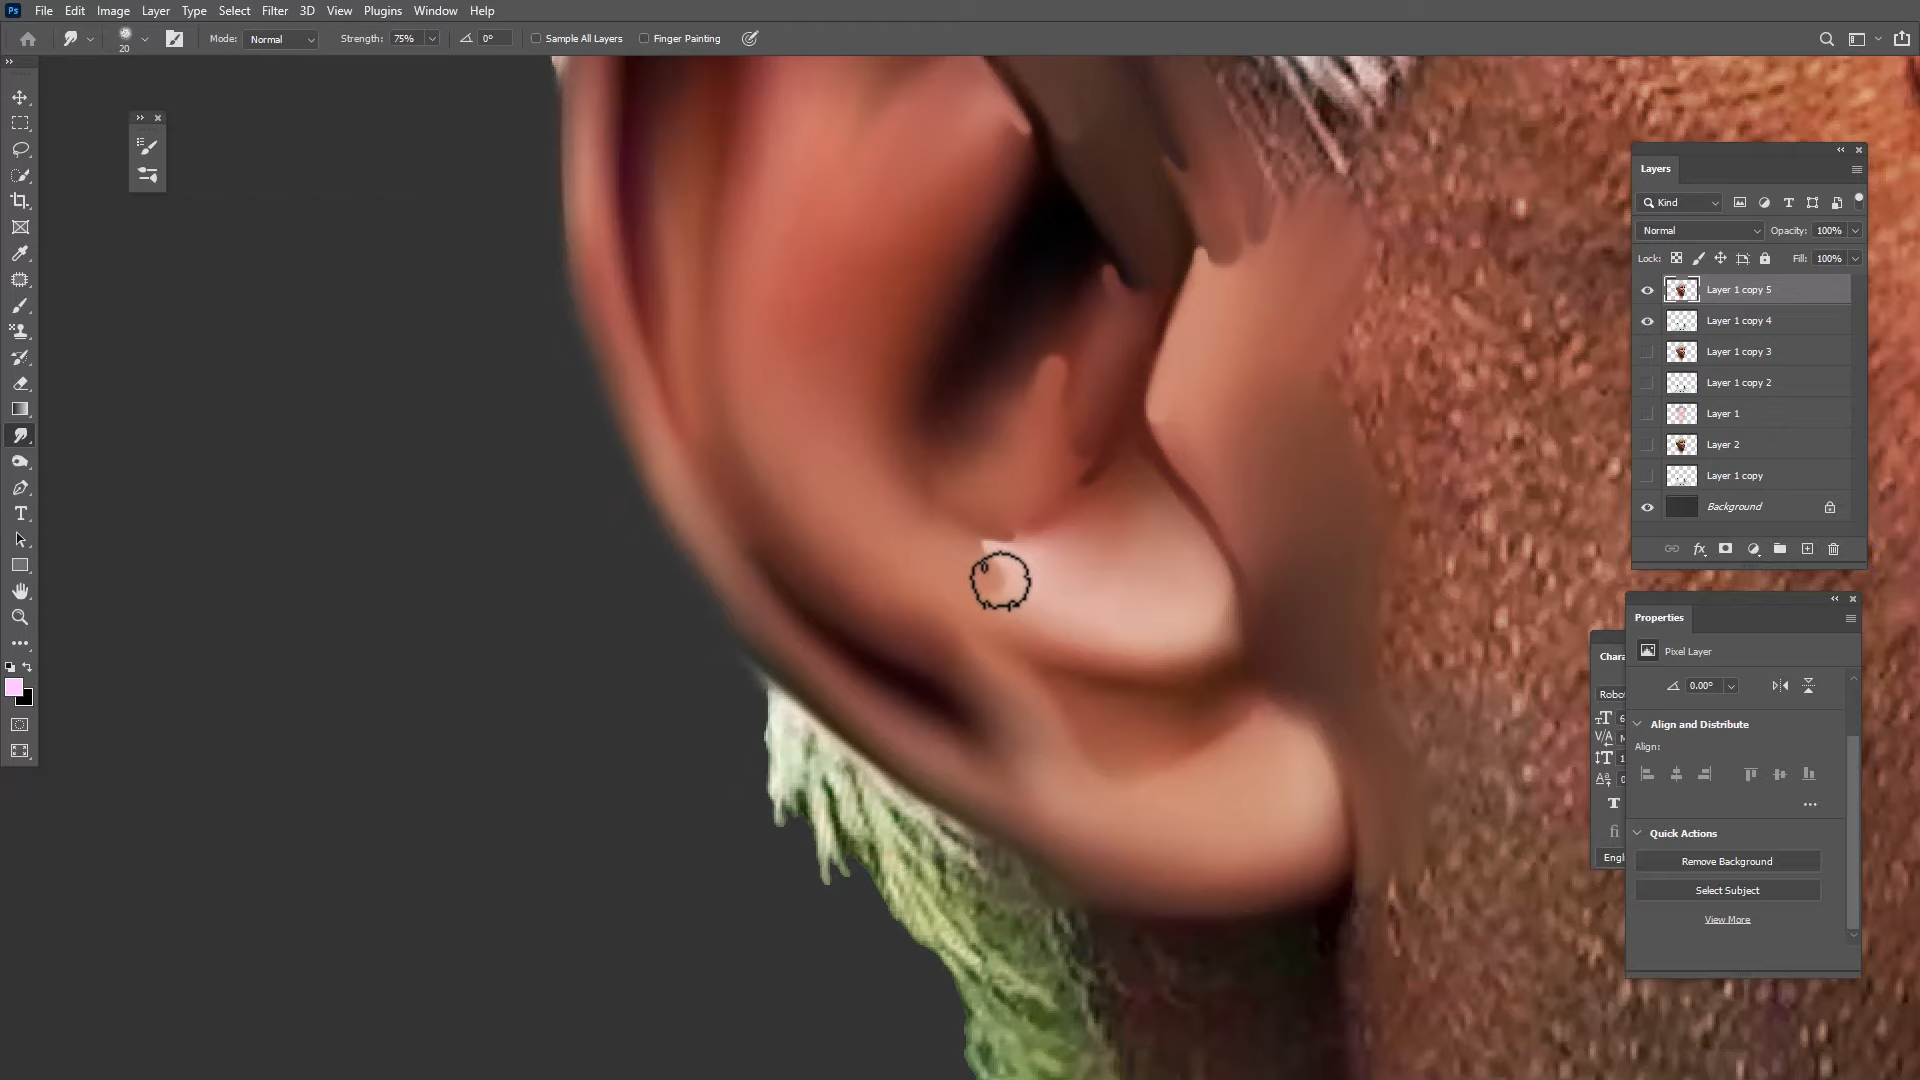 Ps File Edit Image Layer Type Select Filter 3D View Plugins Window Help
20 Mode: Normal Strength: 75% 0° Sample All Layers Finger Painting
Layers
Kind
Normal Opacity: 100%
Lock: Fill: 100%
Layer 1 copy 5
Layer 1 copy 4
Layer 1 copy 3
Layer 1 copy 2
Layer 1
Layer 2
Layer 1 copy
Background
fx
Properties
Chara
Pixel Layer
Robot
0.00°
Align and Distribute
Align:
Quick Actions
fi
Engl
Remove Background
Select Subject
View More